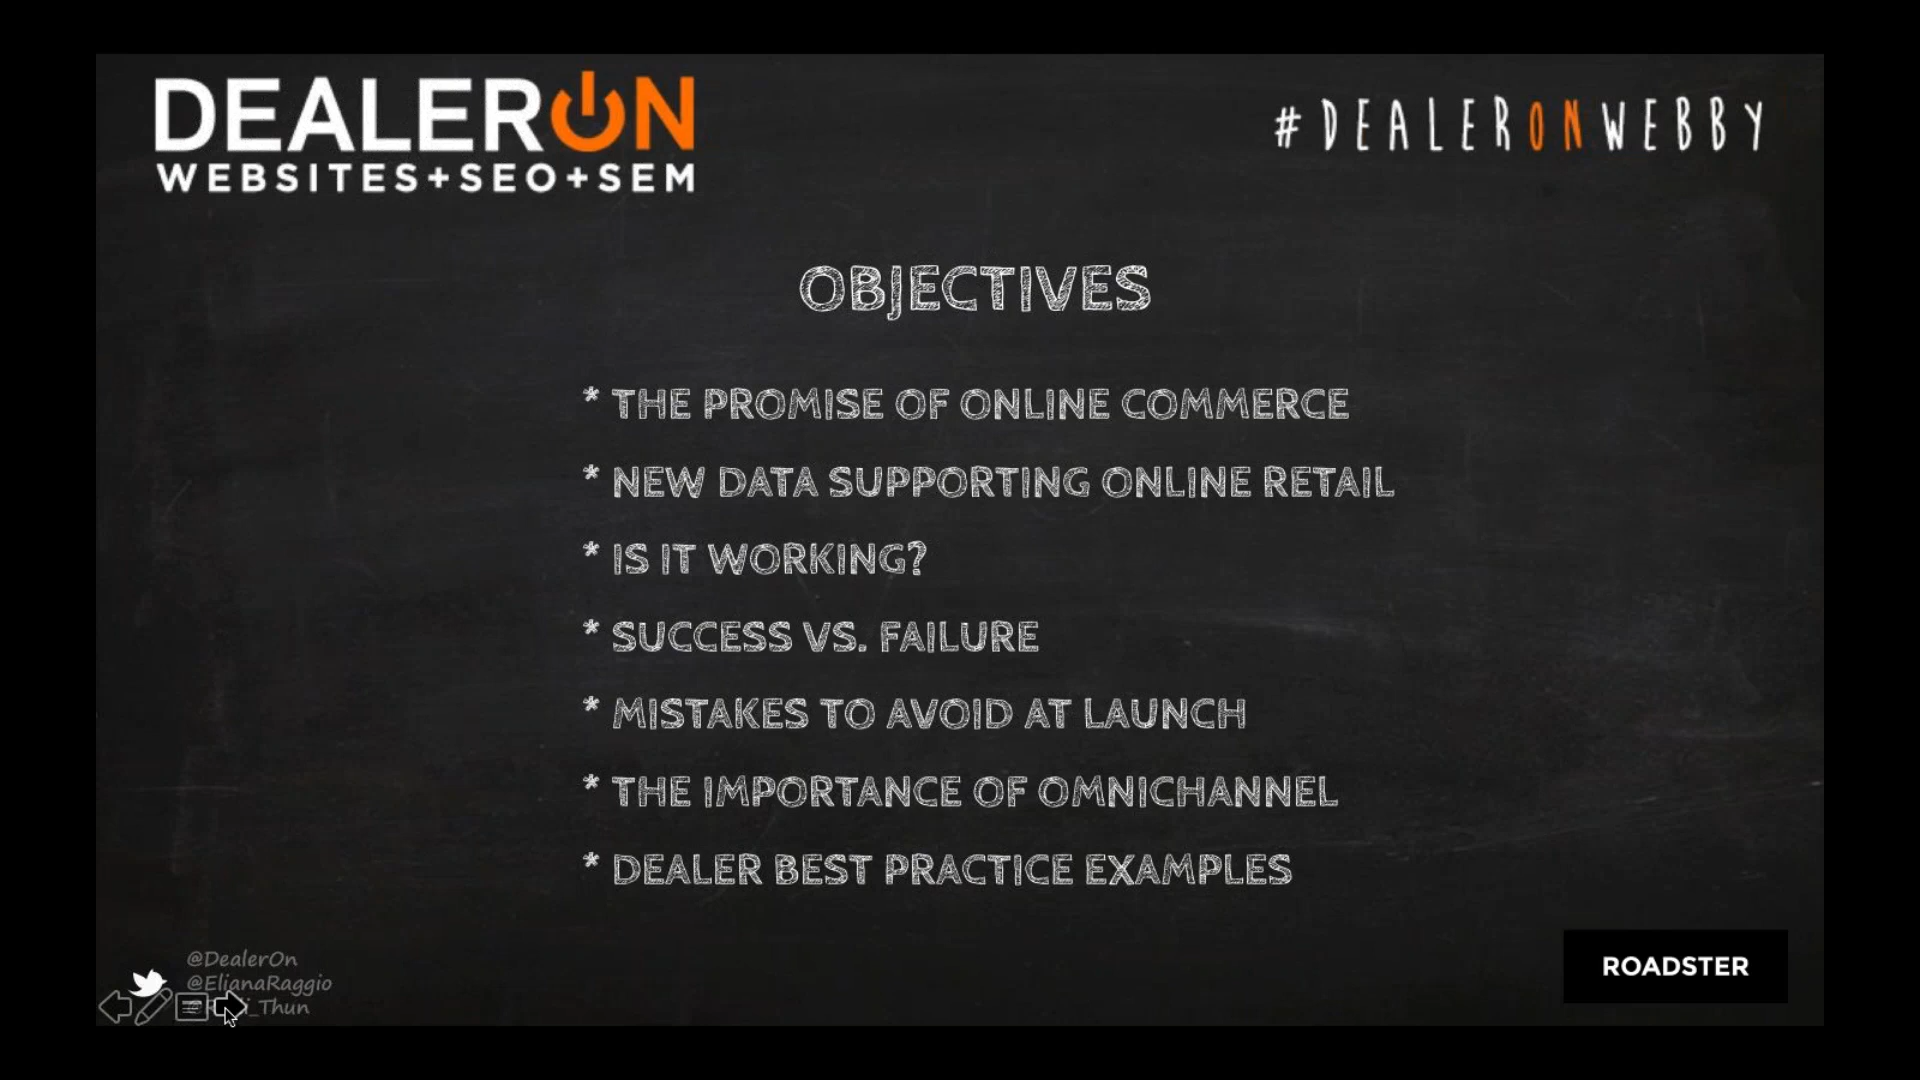 DEALERON
WEBSITES+SEO+SEM
#DEALERONWEBBY
OBJECTIVES
* THE PROMISE OF ONLINE COMMERCE
* NEW DATA SUPPORTING ONLINE RETAIL
* IS IT WORKING?
* SUCCESS VS. FAILURE
* MISTAKES TO AVOID AT LAUNCH
* THE IMPORTANCE OF OMNICHANNEL
* DEALER BEST PRACTICE EXAMPLES
@DealerOn
@ElianaRaggio
ROADSTER